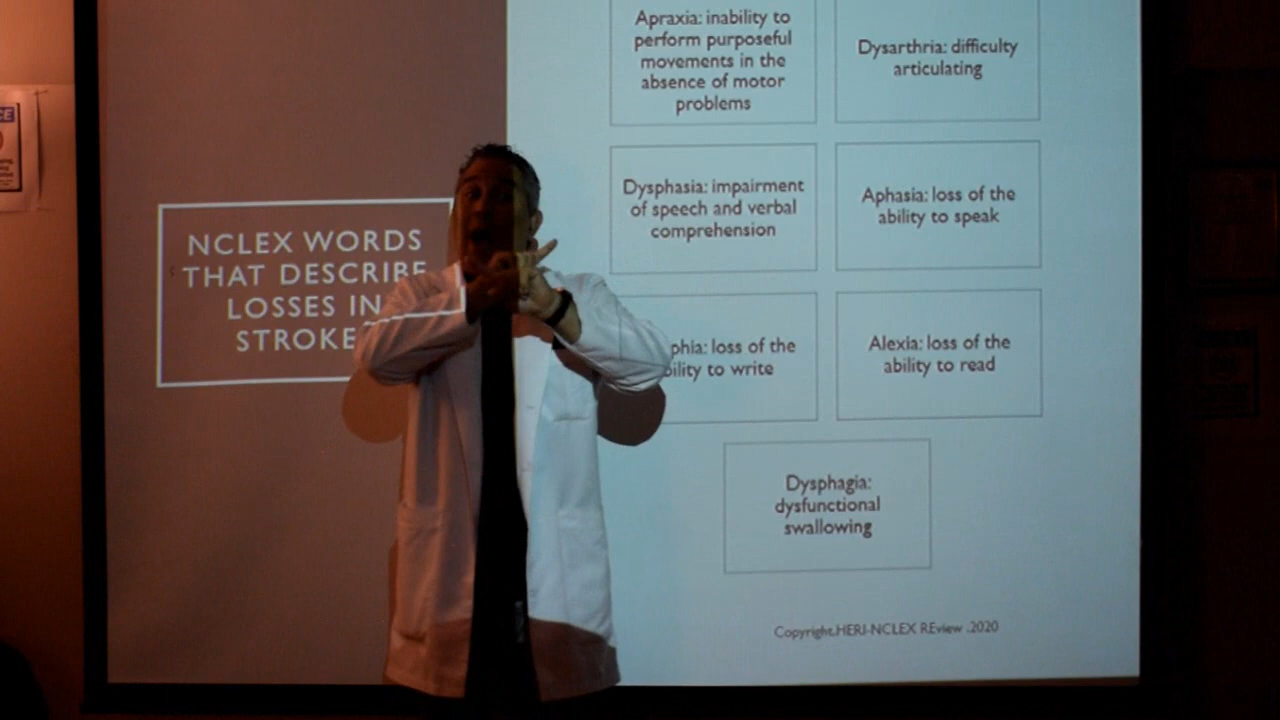 NCLEX WORDS
THAT DESCRIBE
LOSSES IN
STROKE
Apraxia: inability to
perform purposeful
movements in the
absence of motor
problems
Dysarthria: difficulty
articulating
Dysphasia: impairment
of speech and verbal
comprehension
Aphasia: loss of the
ability to speak
phia: loss of the
ility to write
Alexia: loss of the
ability to read
Dysphagia:
dysfunctional
swallowing
Copyright.HERJ-NCLEX REview .2020